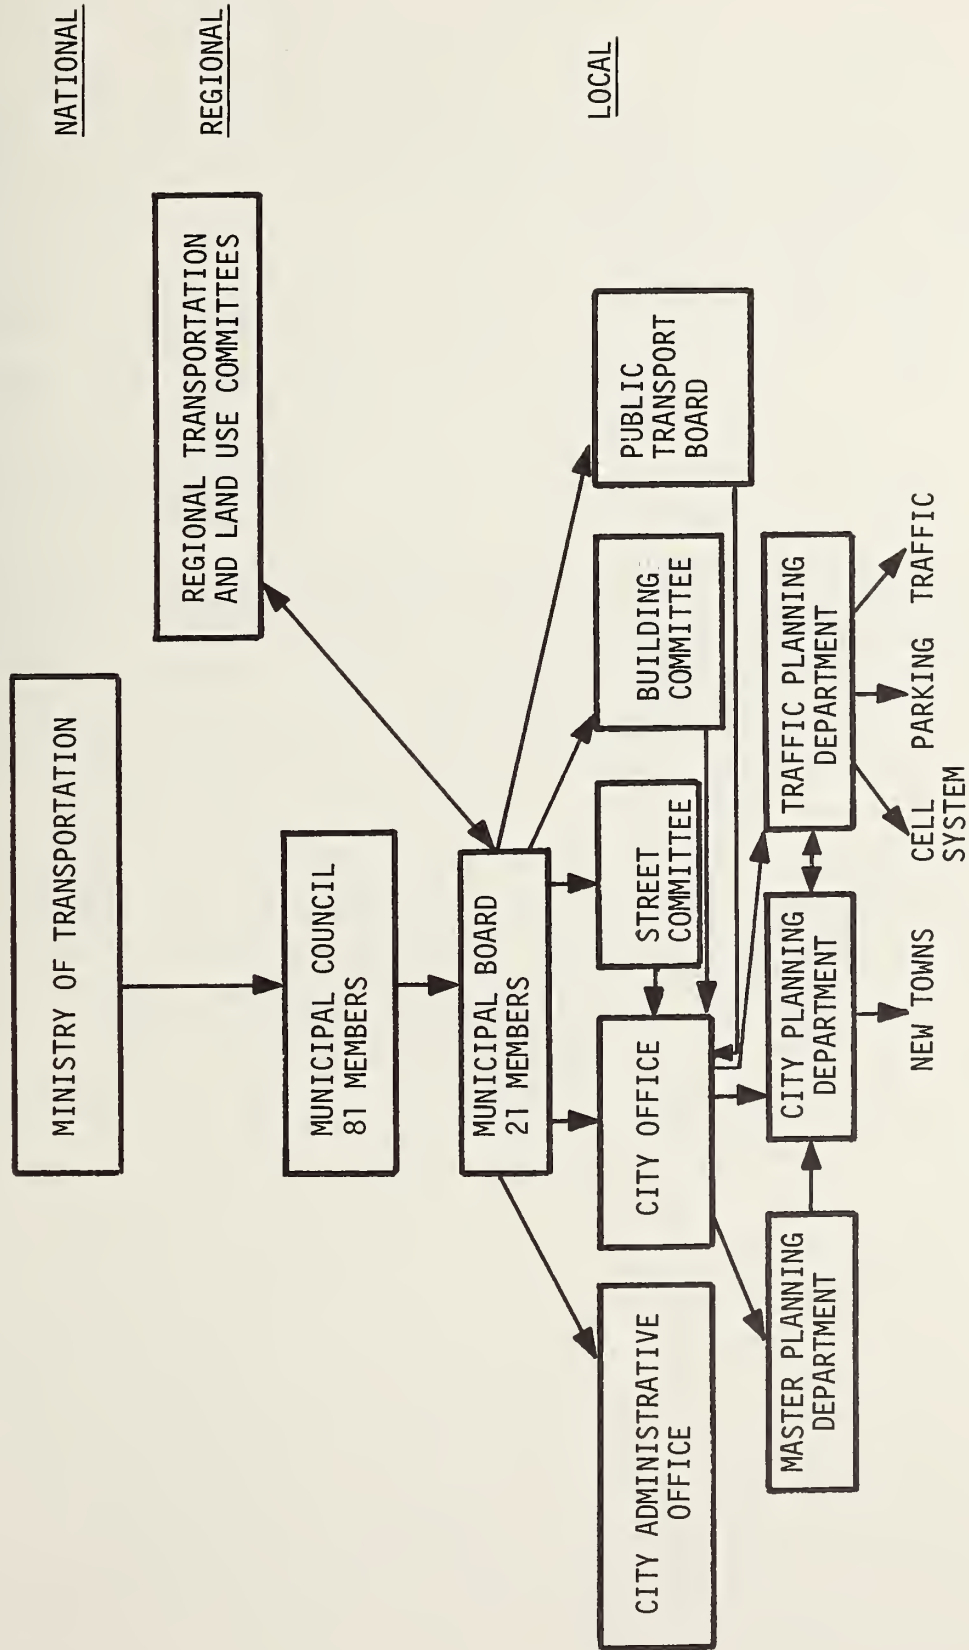 NATIONAL
MINISTRY OF TRANSPORTATION
REGIONAL
REGIONAL TRANSPORTATION
AND LAND USE COMMITTEES
MUNICIPAL COUNCIL
81 MEMBERS
MUNICIPAL BOARD
21 MEMBERS
LOCAL
CITY ADMINISTRATIVE
OFFICE
CITY OFFICE
STREET
COMMITTEE
BUILDING
COMMITTEE
PUBLIC
TRANSPORT
BOARD
MASTER PLANNING
DEPARTMENT
CITY PLANNING
DEPARTMENT
TRAFFIC PLANNING
DEPARTMENT
NEW TOWNS
CELL
SYSTEM
PARKING
TRAFFIC